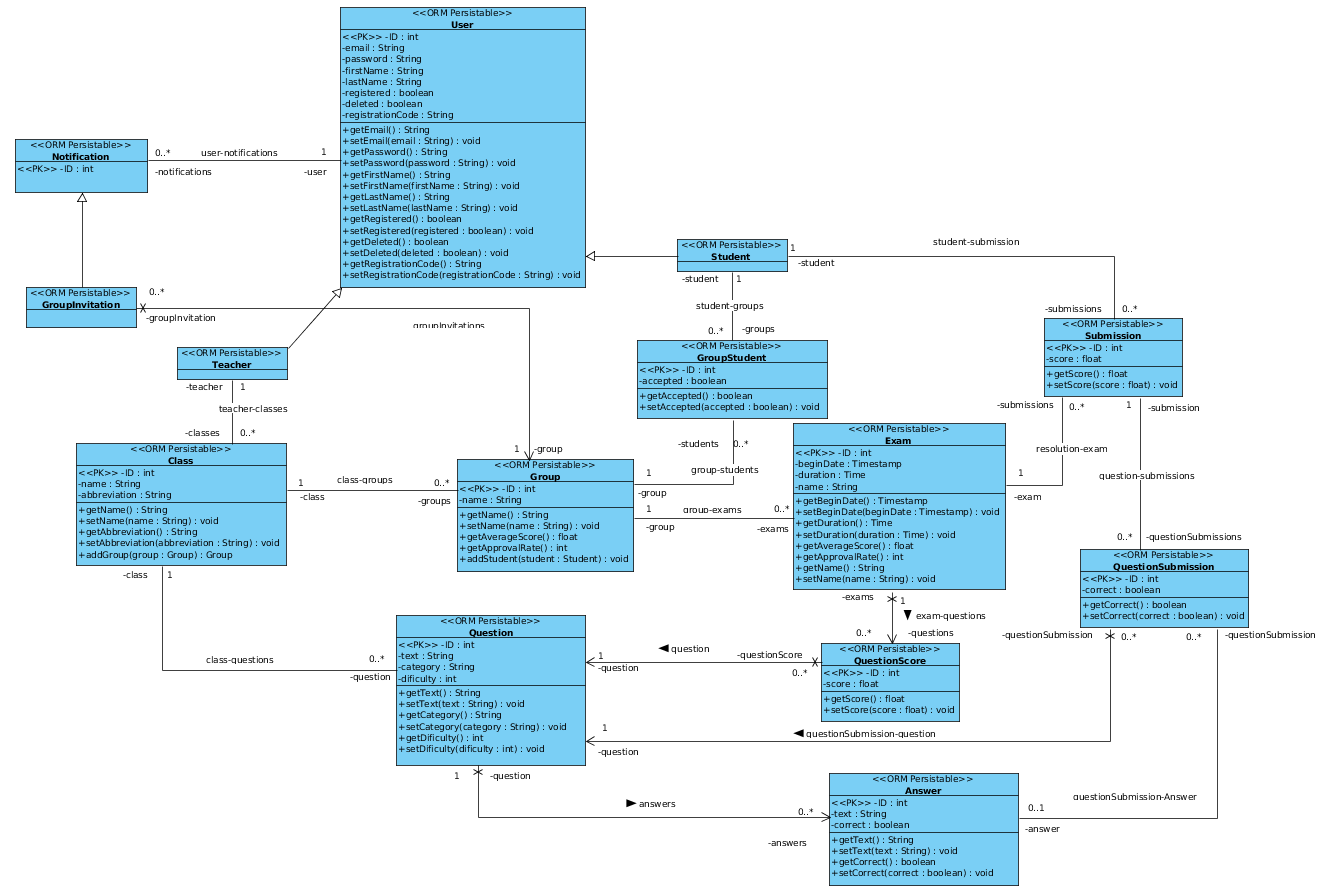 <<ORM Persistable>>
User
<<PK>> -ID : int
-email : String
-password : String
-firstName : String
-lastName : String
-registered : boolean
-deleted : boolean
-registrationCode : String
+getEmail() : String
+setEmail(email : String) : void
+getPassword() : String
+setPassword(password : String) : void
+getFirstName() : String
+setFirstName(firstName : String) : void
+getLastName() : String
+setLastName(lastName : String) : void
+getRegistered() : boolean
+setRegistered(registered : boolean) : void
+getDeleted() : boolean
+setDeleted(deleted : boolean) : void
+getRegistrationCode() : String
+setRegistrationCode(registrationCode : String) : void
<<ORM Persistable>>
Notification
<<PK>> -ID : int
0..* user-notifications 1
-notifications -user
<<ORM Persistable>>
GroupInvitation
0..*
-groupInvitation
groupInvitations
1 -group
<<ORM Persistable>>
Student
1 student-submission
-student
-submissions 0..*
-student 1
student-groups
0..* -groups
<<ORM Persistable>>
Submission
<<PK>> -ID : int
-score : float
+getScore() : float
+setScore(score : float) : void
<<ORM Persistable>>
Teacher
-teacher 1
teacher-classes
-classes 0..*
<<ORM Persistable>>
GroupStudent
<<PK>> -ID : int
-accepted : boolean
+getAccepted() : boolean
+setAccepted(accepted : boolean) : void
-students 0..*
group-students
1
-group
-submissions 0..*
resolution-exam
1
-exam
1 -submission
question-submissions
0..* -questionSubmissions
<<ORM Persistable>>
Class
<<PK>> -ID : int
-name : String
-abbreviation : String
+getName() : String
+setName(name : String) : void
+getAbbreviation() : String
+setAbbreviation(abbreviation : String) : void
+addGroup(group : Group) : Group
1 class-groups 0..*
-class -groups
<<ORM Persistable>>
Group
<<PK>> -ID : int
-name : String
+getName() : String
+setName(name : String) : void
+getAverageScore() : float
+getApprovalRate() : int
+addStudent(student : Student) : void
1 group-exams 0..*
-group -exams
<<ORM Persistable>>
Exam
<<PK>> -ID : int
-beginDate : Timestamp
-duration : Time
-name : String
+getBeginDate() : Timestamp
+setBeginDate(beginDate : Timestamp) : void
+getDuration() : Time
+setDuration(duration : Time) : void
+getAverageScore() : float
+getApprovalRate() : int
+getName() : String
+setName(name : String) : void
<<ORM Persistable>>
QuestionSubmission
<<PK>> -ID : int
-correct : boolean
+getCorrect() : boolean
+setCorrect(correct : boolean) : void
-class 1
class-questions 0..*
-question
-exams 1
exam-questions
0..* -questions
<<ORM Persistable>>
Question
<<PK>> -ID : int
-text : String
-category : String
-dificulty : int
+getText() : String
+setText(text : String) : void
+getCategory() : String
+setCategory(category : String) : void
+getDificulty() : int
+setDificulty(dificulty : int) : void
question
1 -questionScore
-question 0..*
<<ORM Persistable>>
QuestionScore
<<PK>> -ID : int
-score : float
+getScore() : float
+setScore(score : float) : void
-questionSubmission 0..*
0..* -questionSubmission
1 questionSubmission-question
-question
1 -question
answers
0..*
-answers
<<ORM Persistable>>
Answer
<<PK>> -ID : int
-text : String
-correct : boolean
+getText() : String
+setText(text : String) : void
+getCorrect() : boolean
+setCorrect(correct : boolean) : void
questionSubmission-Answer
0..1
-answer